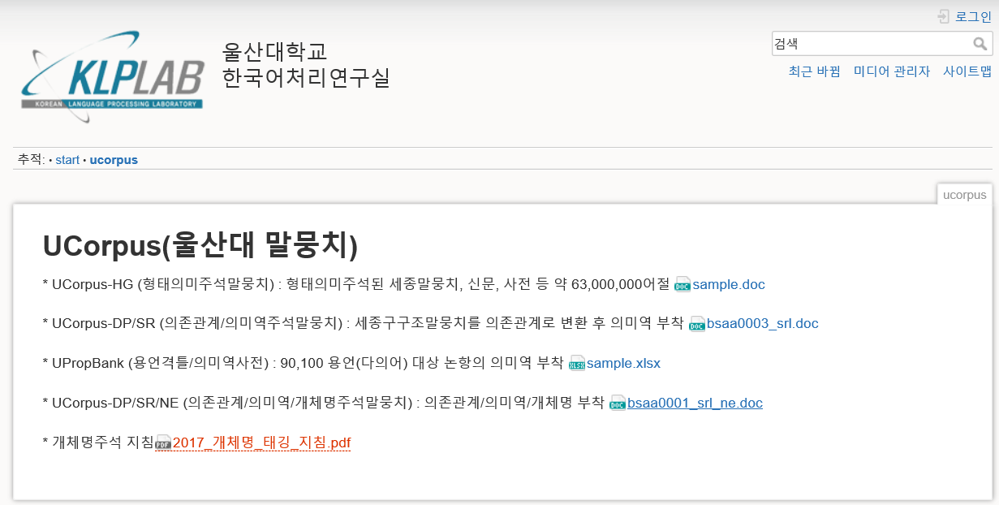 로그인
KLPLAB
KOREAN LANGUAGE PROCESSING LABORATORY
울산대학교
한국어처리연구실
검색
최근 바뀜 미디어 관리자 사이트맵
추적: • start • ucorpus
ucorpus
UCorpus(울산대 말뭉치)
* UCorpus-HG (형태의미주석말뭉치) : 형태의미주석된 세종말뭉치, 신문, 사전 등 약 63,000,000어절 DOC sample.doc
* UCorpus-DP/SR (의존관계/의미역주석말뭉치) : 세종구구조말뭉치를 의존관계로 변환 후 의미역 부착 DOC bsaa0003_srl.doc
* UPropBank (용언격틀/의미역사전) : 90,100 용언(다의어) 대상 논항의 의미역 부착 XLSX sample.xlsx
* UCorpus-DP/SR/NE (의존관계/의미역/개체명주석말뭉치) : 의존관계/의미역/개체명 부착 DOC bsaa0001_srl_ne.doc
* 개체명주석 지침 PDF 2017_개체명_태깅_지침.pdf